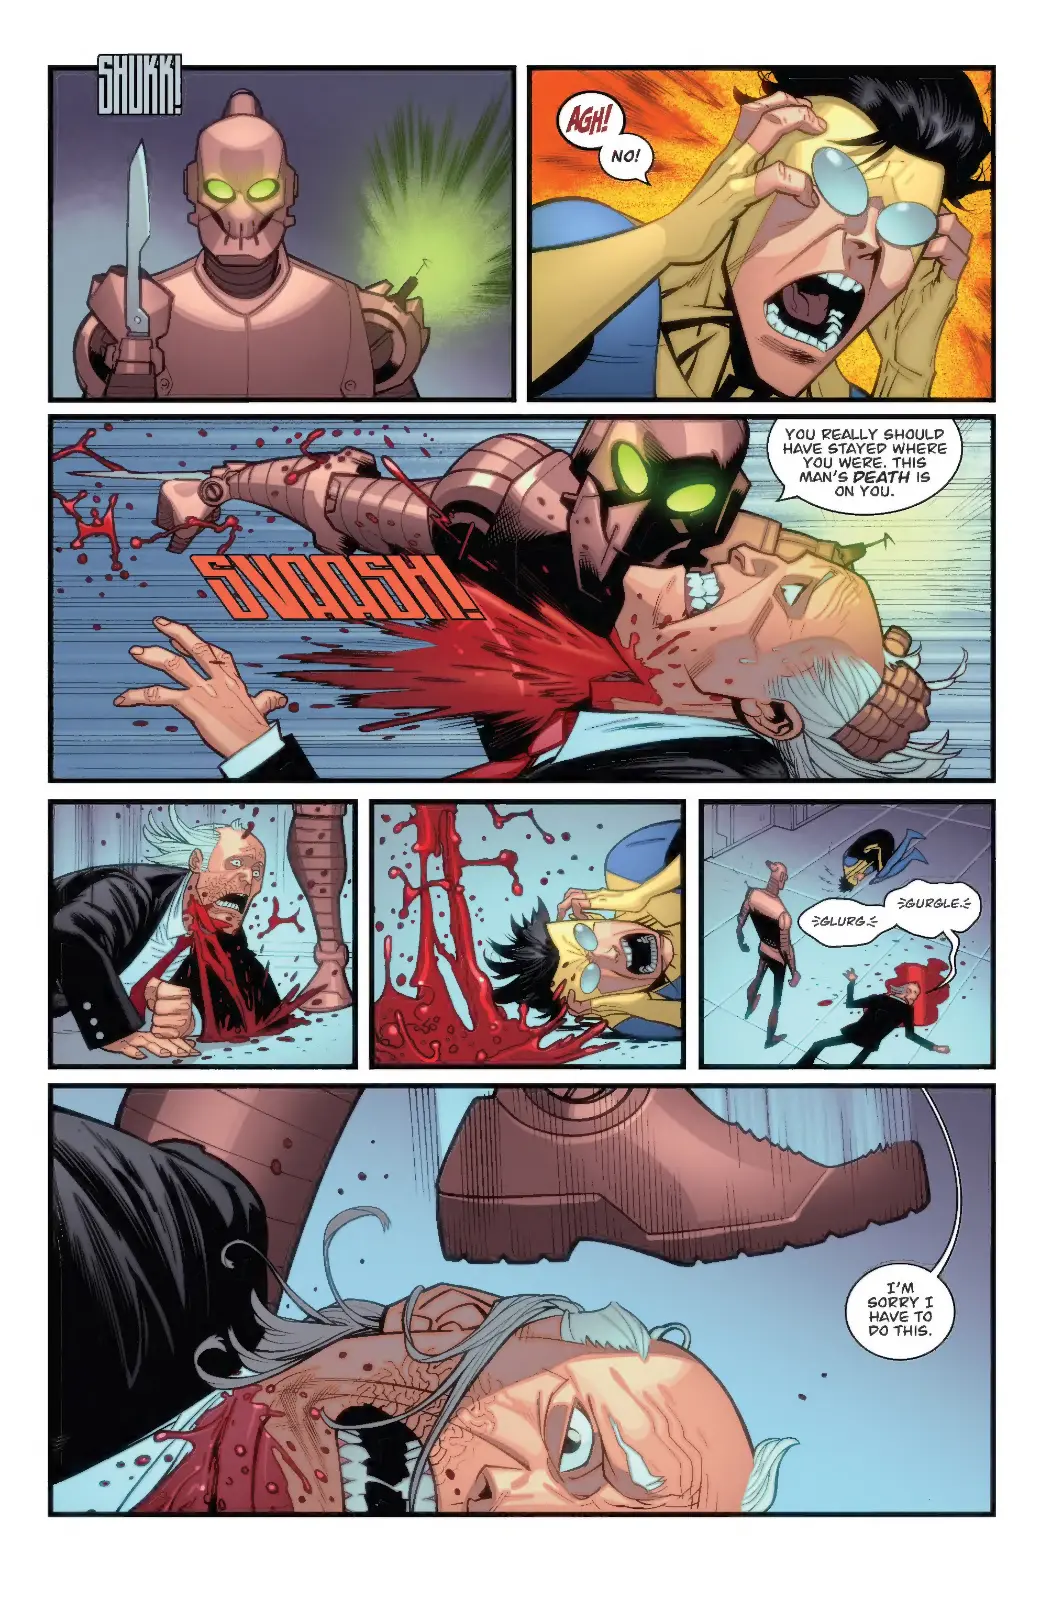 SHUKK!
AGH!
NO!
YOU REALLY SHOULD
HAVE STAYED WHERE
YOU WERE. THIS
MAN'S DEATH IS
ON YOU.
SVAASH!
GLURG.
GURGLE.
I'M
SORRY I
HAVE TO
DO THIS.